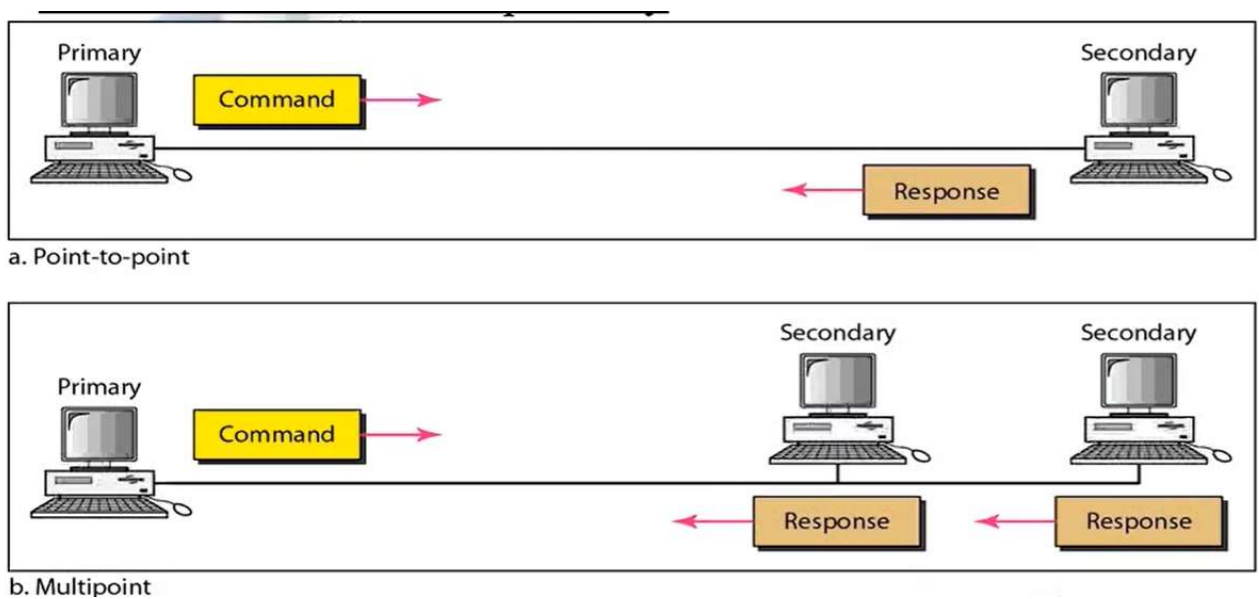 Primary
Secondary
Command
Response
a. Point-to-point
Secondary
Secondary
Primary
Command
Response
Response
b. Multipoint